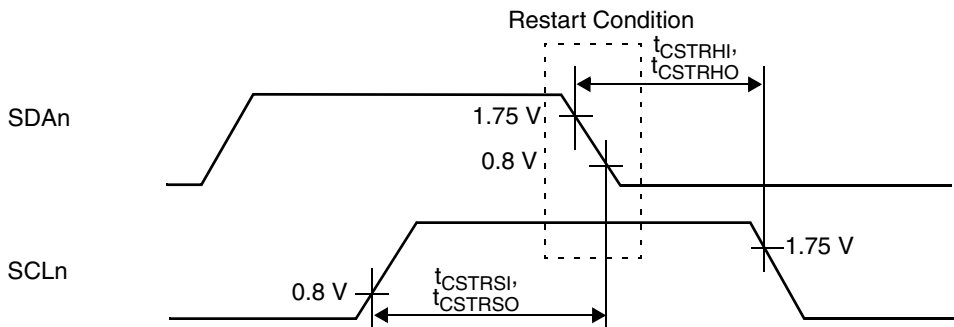 Restart Condition
tCSTRHI,
tCSTRHO
SDAn
1.75 V
0.8 V
SCLn
1.75 V
0.8 V
tCSTRSI,
tCSTRSO